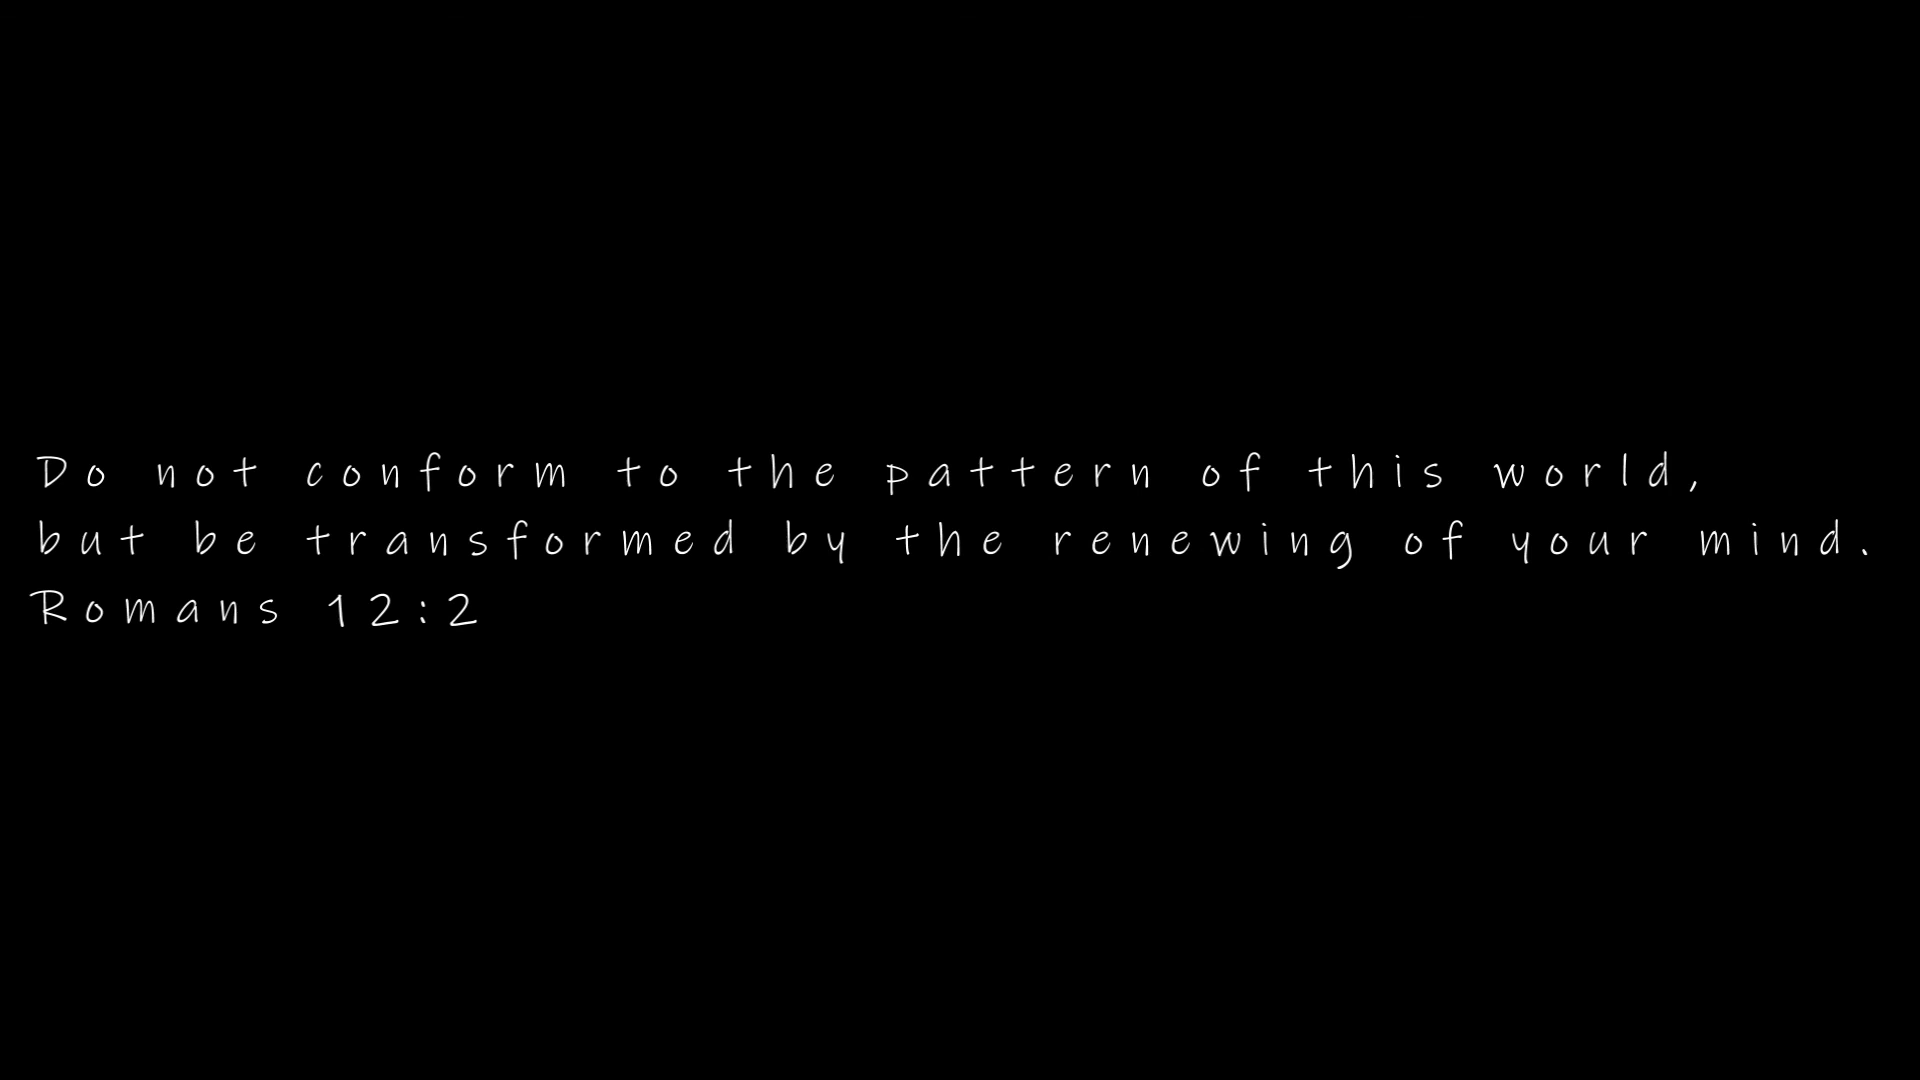 Do not conform to the pattern of this world,
but be transformed by the renewing of your mind.
Romans 12:2